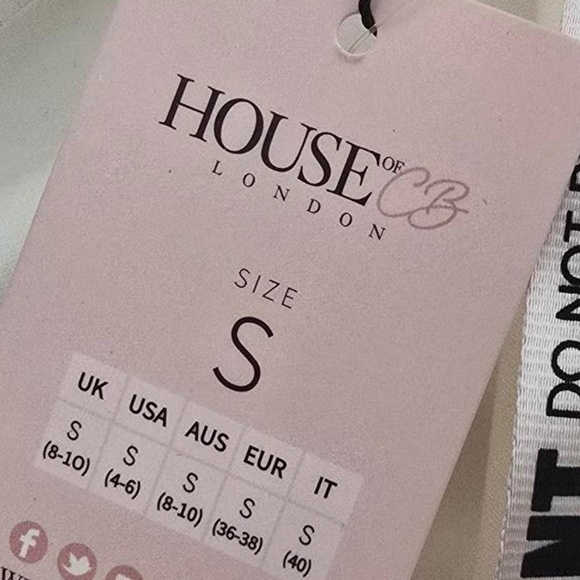 HOUSE OF CB
LONDON
SIZE
S
UK USA AUS EUR IT
S S S S S
(8-10) (4-6) (8-10) (36-38) (40)
DO NOT
NT